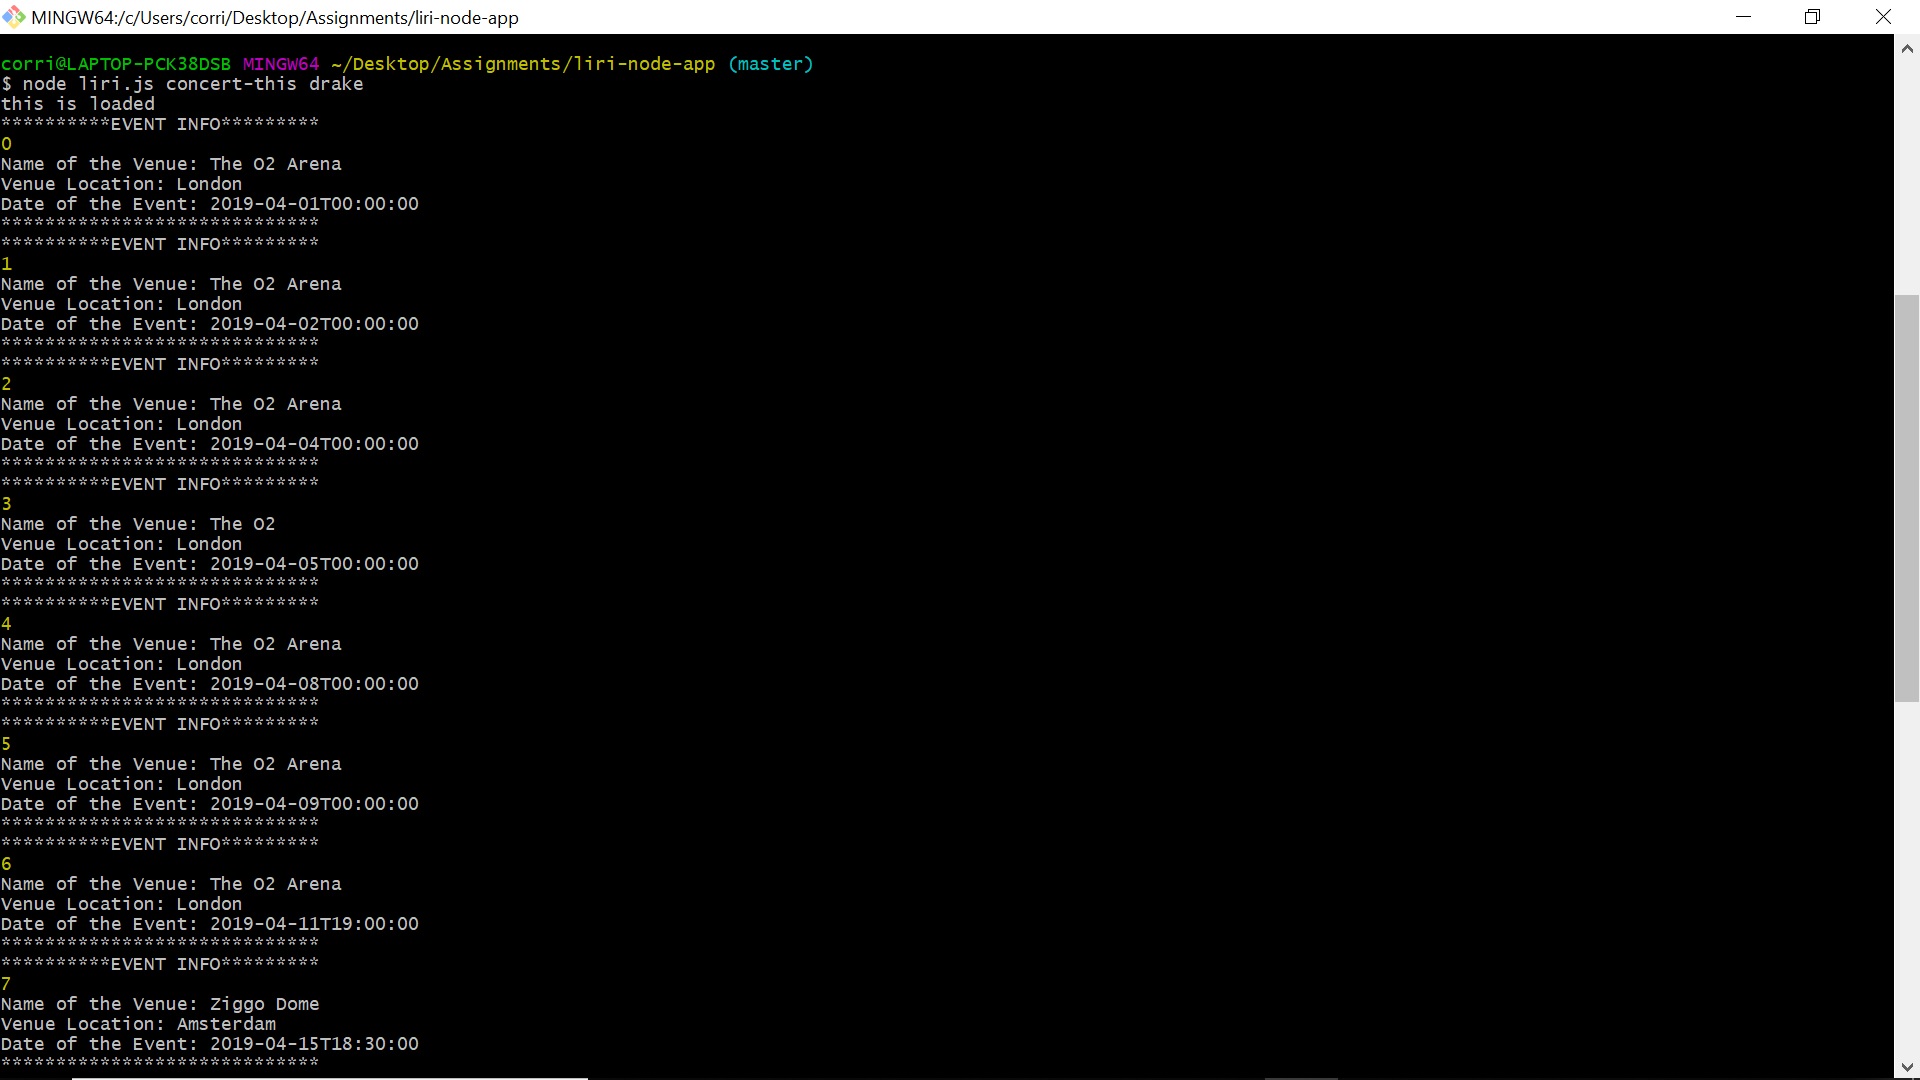 MINGW64:/c/Users/corri/Desktop/Assignments/liri-node-app
corri@LAPTOP-PCK38DSB MINGW64 ~/Desktop/Assignments/liri-node-app (master)
$ node liri.js concert-this drake
this is loaded
**********EVENT INFO*********
0
Name of the Venue: The O2 Arena
Venue Location: London
Date of the Event: 2019-04-01T00:00:00
*****************************
**********EVENT INFO*********
1
Name of the Venue: The O2 Arena
Venue Location: London
Date of the Event: 2019-04-02T00:00:00
*****************************
**********EVENT INFO*********
2
Name of the Venue: The O2 Arena
Venue Location: London
Date of the Event: 2019-04-04T00:00:00
*****************************
**********EVENT INFO*********
3
Name of the Venue: The O2
Venue Location: London
Date of the Event: 2019-04-05T00:00:00
*****************************
**********EVENT INFO*********
4
Name of the Venue: The O2 Arena
Venue Location: London
Date of the Event: 2019-04-08T00:00:00
*****************************
**********EVENT INFO*********
5
Name of the Venue: The O2 Arena
Venue Location: London
Date of the Event: 2019-04-09T00:00:00
*****************************
**********EVENT INFO*********
6
Name of the Venue: The O2 Arena
Venue Location: London
Date of the Event: 2019-04-11T19:00:00
*****************************
**********EVENT INFO*********
7
Name of the Venue: Ziggo Dome
Venue Location: Amsterdam
Date of the Event: 2019-04-15T18:30:00
*****************************